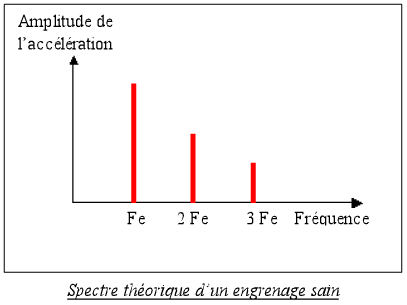 Amplitude de
l'accélération
Fe 2 Fe 3 Fe Fréquence
Spectre théorique d'un engrenage sain